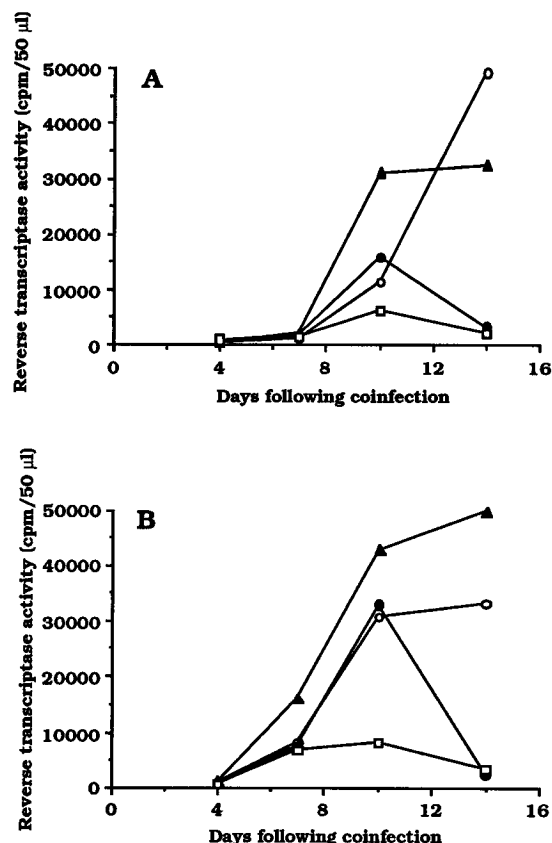 A
Reverse transcriptase activity (cpm/50 µl)
50000
40000
30000
20000
10000
0
0 4 8 12 16
Days following coinfection
B
Reverse transcriptase activity (cpm/50 µl)
50000
40000
30000
20000
10000
0
0 4 8 12 16
Days following coinfection